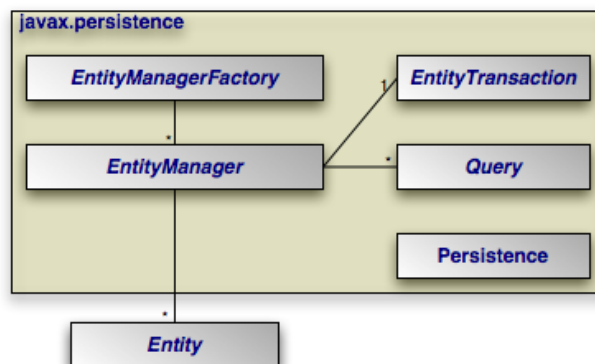 javax.persistence
EntityManagerFactory
EntityTransaction
1
*
EntityManager
*
Query
Persistence
*
Entity